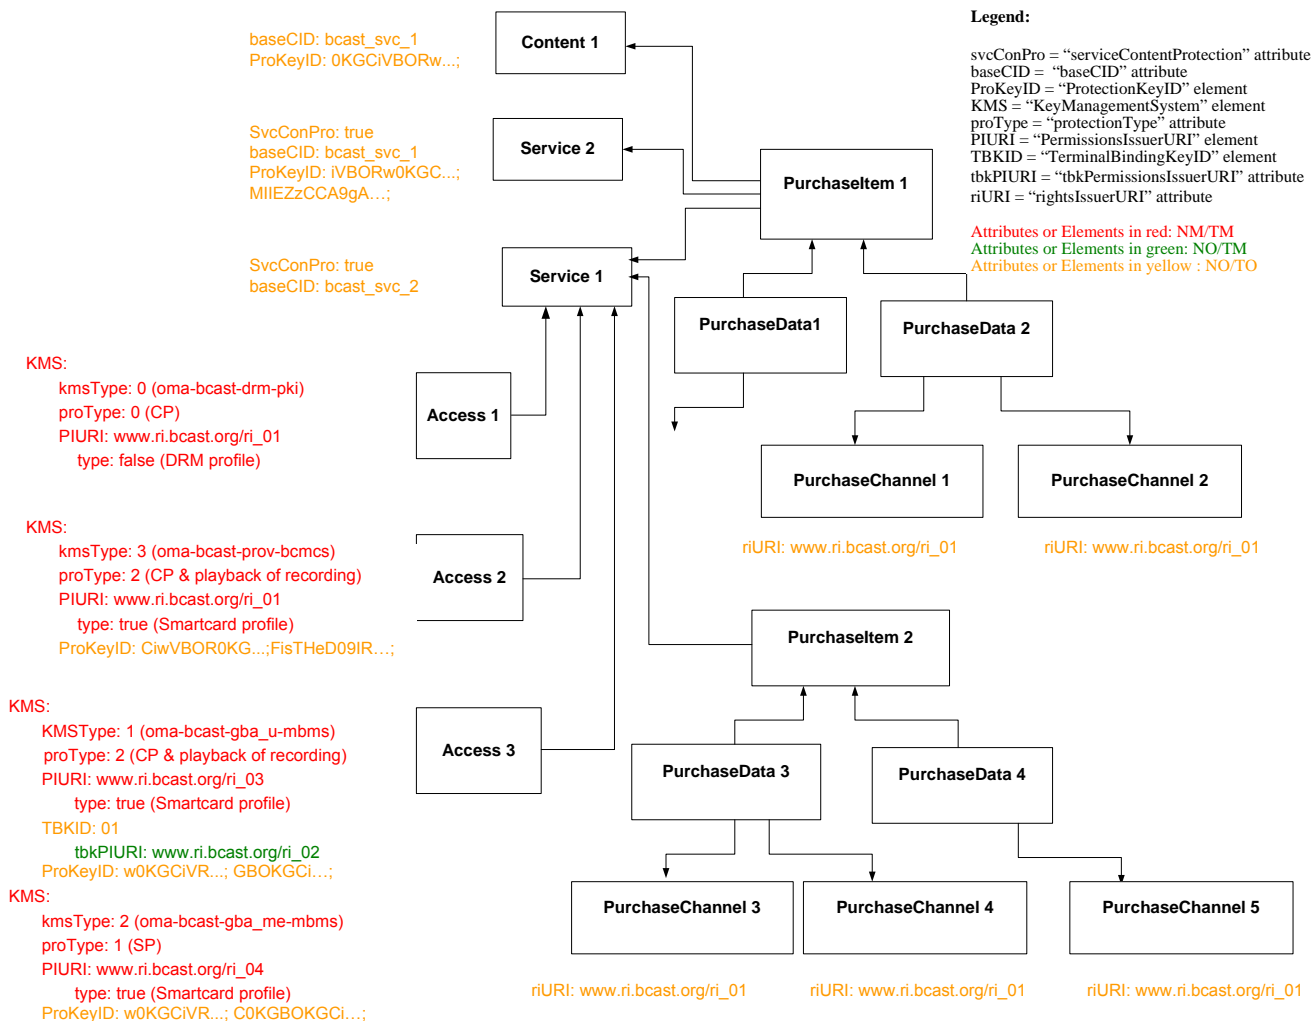 baseCID: bcast_svc_1
ProKeyID: 0KGCiVBORw...;
Content 1
SvcConPro: true
baseCID: bcast_svc_1
ProKeyID: iVBORw0KGC...;
MIIEZzCCA9gA...;
Service 2
SvcConPro: true
baseCID: bcast_svc_2
Service 1
PurchaseItem 1
Legend:
svcConPro = “serviceContentProtection” attribute
baseCID = “baseCID” attribute
ProKeyID = “ProtectionKeyID” element
KMS = “KeyManagementSystem” element
proType = “protectionType” attribute
PIURI = “PermissionsIssuerURI” element
TBKID = “TerminalBindingKeyID” element
tbkPIURI = “tbkPermissionsIssuerURI” attribute
riURI = “rightsIssuerURI” attribute
Attributes or Elements in red: NM/TM
Attributes or Elements in green: NO/TM
Attributes or Elements in yellow : NO/TO
PurchaseData1
PurchaseData 2
PurchaseChannel 1
PurchaseChannel 2
riURI: www.ri.bcast.org/ri_01
riURI: www.ri.bcast.org/ri_01
KMS:
kmsType: 0 (oma-bcast-drm-pki)
proType: 0 (CP)
PIURI: www.ri.bcast.org/ri_01
type: false (DRM profile)
Access 1
KMS:
kmsType: 3 (oma-bcast-prov-bcmcs)
proType: 2 (CP & playback of recording)
PIURI: www.ri.bcast.org/ri_01
type: true (Smartcard profile)
ProKeyID: CiwVBOR0KG...;FisTHeD09IR...;
Access 2
KMS:
KMSType: 1 (oma-bcast-gba_u-mbms)
proType: 2 (CP & playback of recording)
PIURI: www.ri.bcast.org/ri_03
type: true (Smartcard profile)
TBKID: 01
tbkPIURI: www.ri.bcast.org/ri_02
ProKeyID: w0KGCiVR...; GBOKGCi...;
Access 3
KMS:
kmsType: 2 (oma-bcast-gba_me-mbms)
proType: 1 (SP)
PIURI: www.ri.bcast.org/ri_04
type: true (Smartcard profile)
ProKeyID: w0KGCiVR...; C0KGBOKGCi...;
PurchaseItem 2
PurchaseData 3
PurchaseData 4
PurchaseChannel 3
PurchaseChannel 4
PurchaseChannel 5
riURI: www.ri.bcast.org/ri_01
riURI: www.ri.bcast.org/ri_01
riURI: www.ri.bcast.org/ri_01